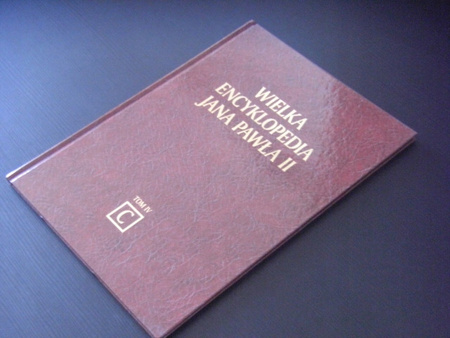 WIELKA
ENCYKLOPEDIA
JANA PAWŁA II
TOM IV
C